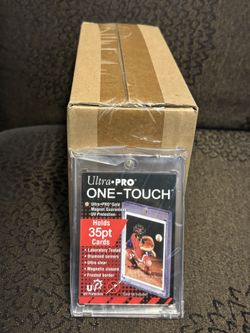 Ultra•PRO
ONE-TOUCH
Ultra•PRO Gold
Magnet Guarantee
UV Protection
Holds
35pt
Cards
• Laboratory Tested
• Diamond corners
• Ultra clear
• Magnetic closure
• Frosted border
UP